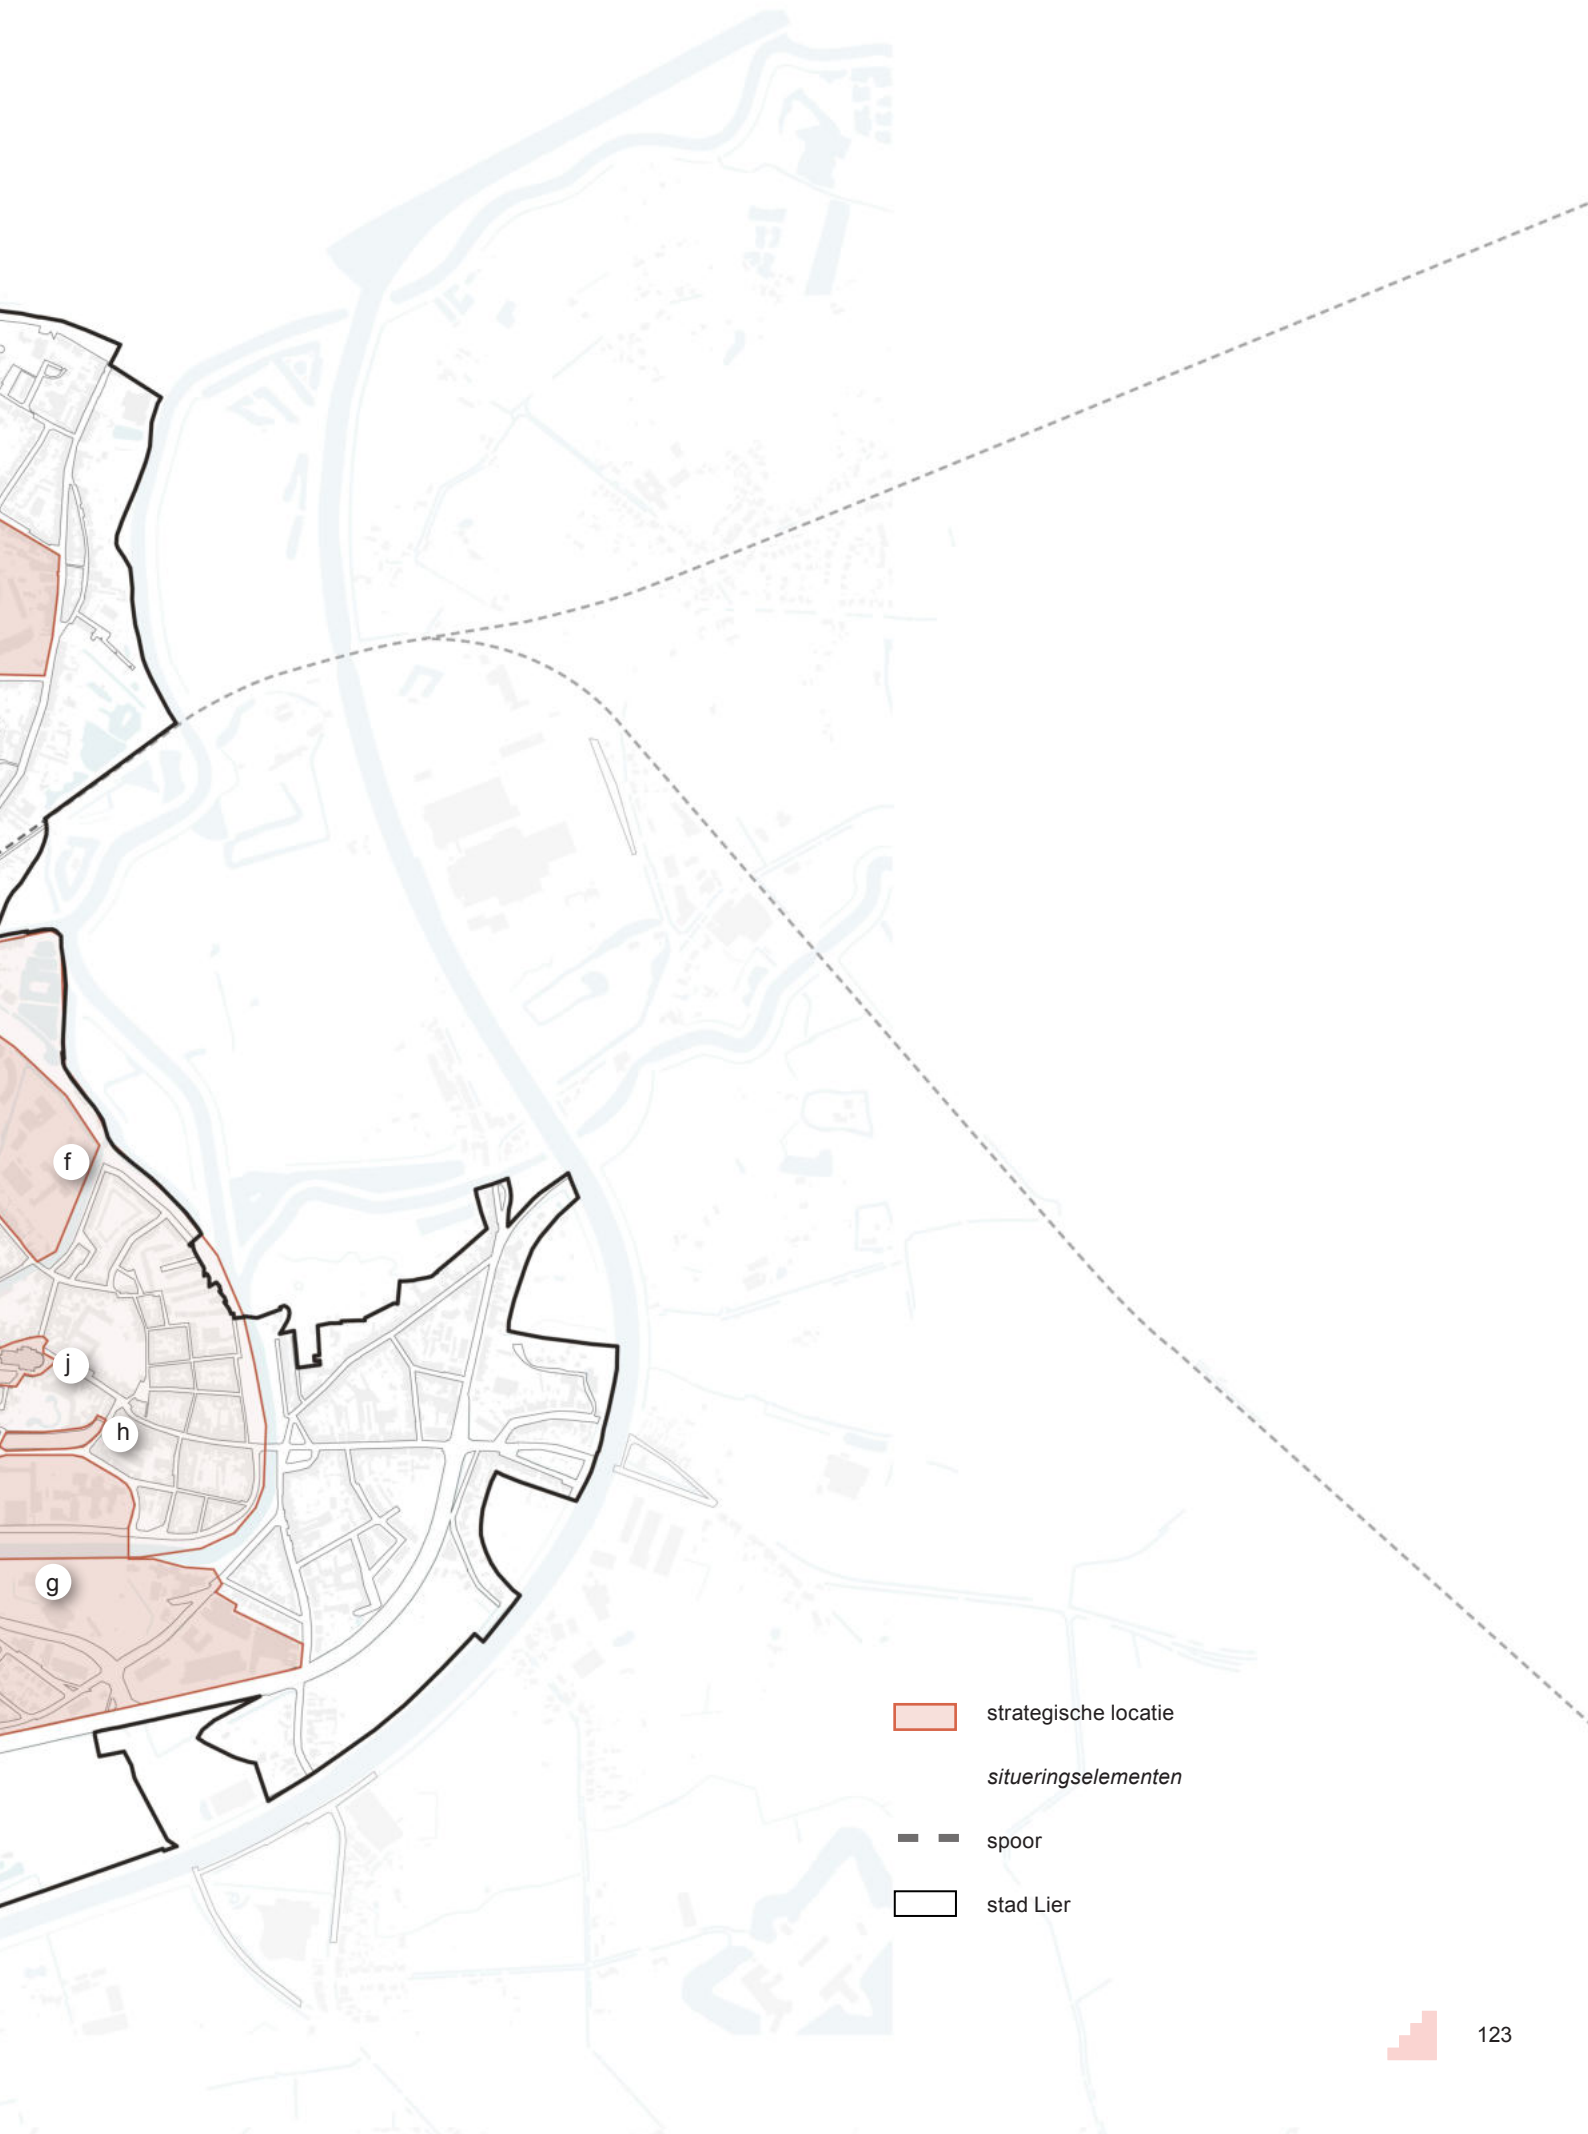 f
j
h
g
strategische locatie
situeringselementen
spoor
stad Lier
123